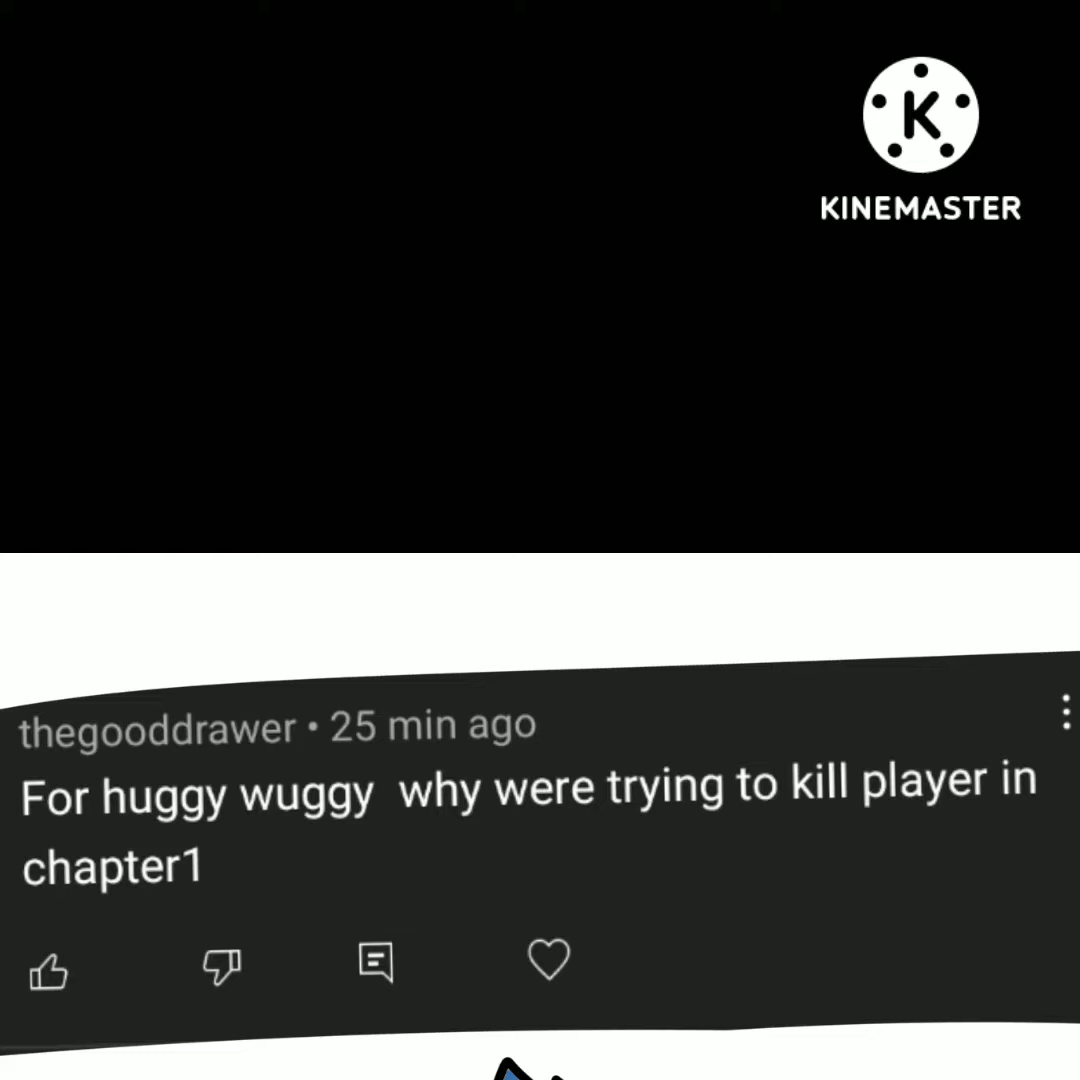 K
KINEMASTER
thegooddrawer • 25 min ago
For huggy wuggy why were trying to kill player in
chapter1